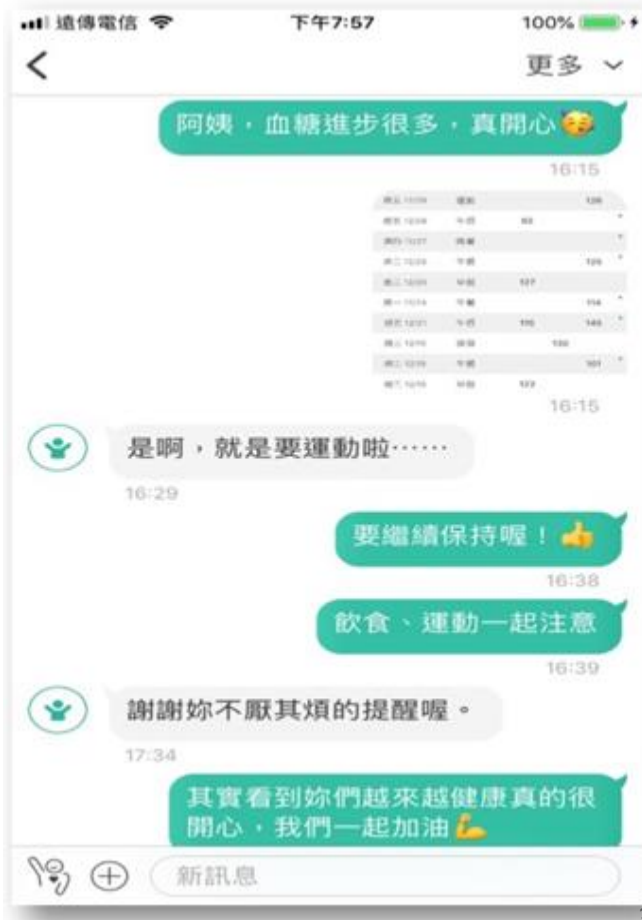 遠傳電信 下午7:57 100%
更多
阿姨，血糖進步很多，真開心🥳
16:15
126
127
114
16:15
是啊，就是要運動啦……
16:29
要繼續保持喔！👍
16:38
飲食、運動一起注意
16:39
謝謝妳不厭其煩的提醒喔。
17:34
其實看到妳們越來越健康真的很
開心，我們一起加油💪
新訊息